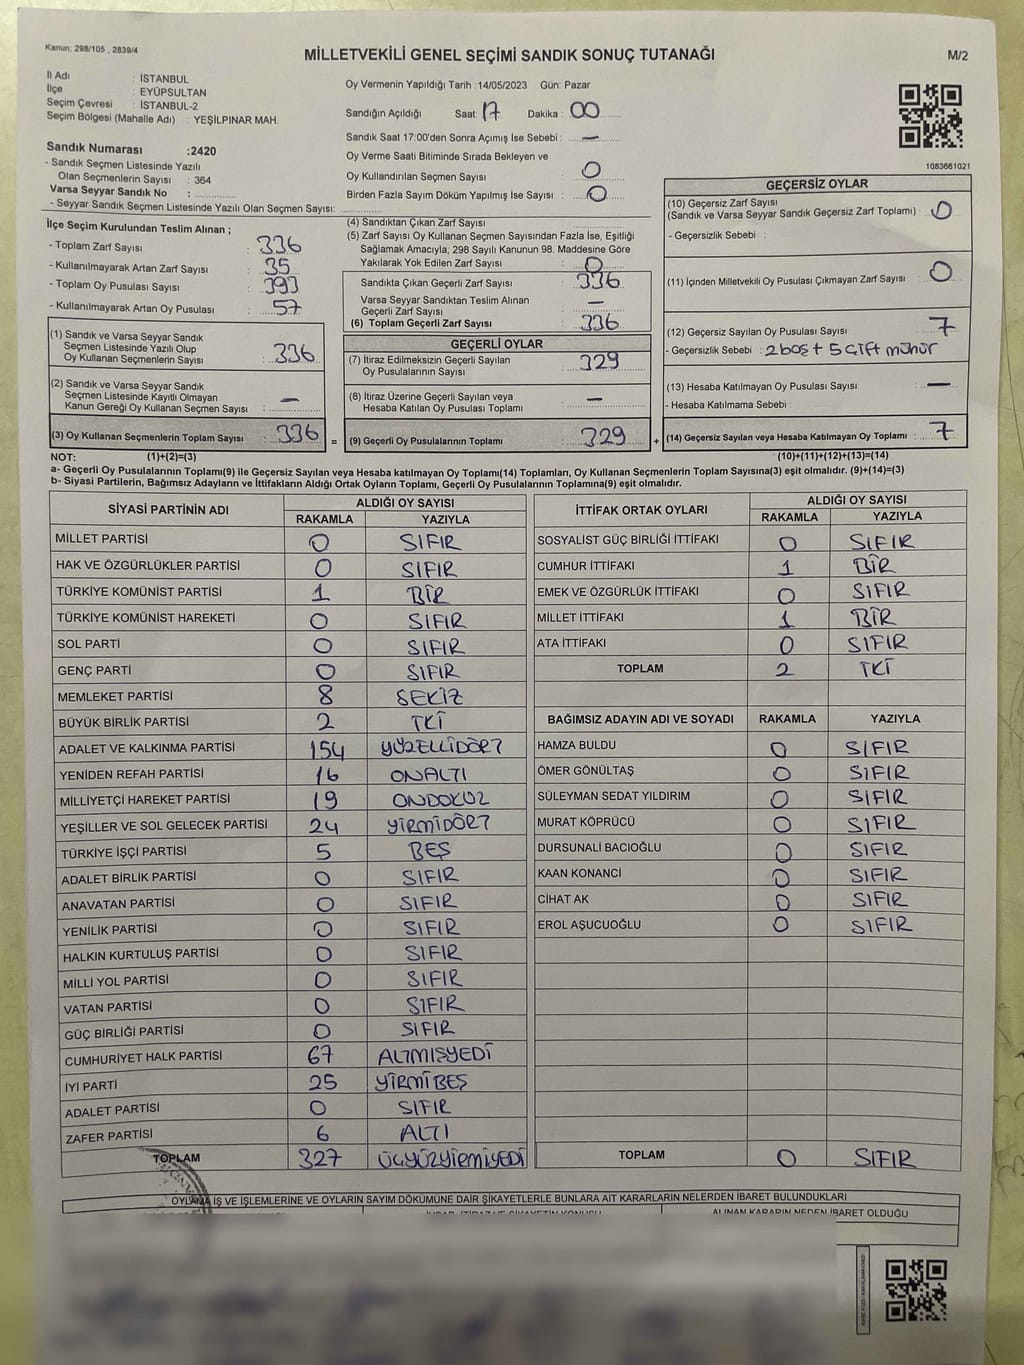 Kanun; 298/105 , 2839/4
MİLLETVEKİLİ GENEL SEÇİMİ SANDIK SONUÇ TUTANAĞI
M/2
İl Adı : İSTANBUL
İlçe : EYÜPSULTAN
Seçim Çevresi : İSTANBUL-2
Seçim Bölgesi (Mahalle Adı) : YEŞİLPINAR MAH.
Sandık Numarası :2420
- Sandık Seçmen Listesinde Yazılı
Olan Seçmenlerin Sayısı : 364
Varsa Seyyar Sandık No :
- Seyyar Sandık Seçmen Listesinde Yazılı Olan Seçmen Sayısı:
Oy Vermenin Yapıldığı Tarih : 14/05/2023 Gün: Pazar
Sandığın Açıldığı Saat: 17 Dakika : 00
Sandık Saat 17:00'den Sonra Açımış İse Sebebi : —
Oy Verme Saati Bitiminde Sırada Bekleyen ve
Oy Kullandırılan Seçmen Sayısı : 0
Birden Fazla Sayım Döküm Yapılmış İse Sayısı : 0
1083661021
İlçe Seçim Kurulundan Teslim Alınan ;
- Toplam Zarf Sayısı : 336
- Kullanılmayarak Artan Zarf Sayısı : 35
- Toplam Oy Pusulası Sayısı : 393
- Kullanılmayarak Artan Oy Pusulası : 57
(1) Sandık ve Varsa Seyyar Sandık
Seçmen Listesinde Yazılı Olup
Oy Kullanan Seçmenlerin Sayısı : 336
(2) Sandık ve Varsa Seyyar Sandık
Seçmen Listesinde Kayıtlı Olmayan
Kanun Gereği Oy Kullanan Seçmen Sayısı : —
(3) Oy Kullanan Seçmenlerin Toplam Sayısı : 336 =
(4) Sandıktan Çıkan Zarf Sayısı :
(5) Zarf Sayısı Oy Kullanan Seçmen Sayısından Fazla İse, Eşitliği
Sağlamak Amacıyla; 298 Sayılı Kanunun 98. Maddesine Göre
Yakılarak Yok Edilen Zarf Sayısı : 0
Sandıkta Çıkan Geçerli Zarf Sayısı : 336
Varsa Seyyar Sandıktan Teslim Alınan
Geçerli Zarf Sayısı : —
(6) Toplam Geçerli Zarf Sayısı : 336
GEÇERLİ OYLAR
(7) İtiraz Edilmeksizin Geçerli Sayılan
Oy Pusulalarının Sayısı : 329
(8) İtiraz Üzerine Geçerli Sayılan veya
Hesaba Katılan Oy Pusulası Toplamı : —
(9) Geçerli Oy Pusulalarının Toplamı : 329 +
GEÇERSİZ OYLAR
(10) Geçersiz Zarf Sayısı
(Sandık ve Varsa Seyyar Sandık Geçersiz Zarf Toplamı) : 0
- Geçersizlik Sebebi :
(11) İçinden Milletvekili Oy Pusulası Çıkmayan Zarf Sayısı : 0
(12) Geçersiz Sayılan Oy Pusulası Sayısı : 7
- Geçersizlik Sebebi : 2 boş + 5 Çift mühür
(13) Hesaba Katılmayan Oy Pusulası Sayısı : —
- Hesaba Katılmama Sebebi :
(14) Geçersiz Sayılan veya Hesaba Katılmayan Oy Toplamı : 7
NOT: (1)+(2)=(3) (10)+(11)+(12)+(13)=(14)
a- Geçerli Oy Pusulalarının Toplamı(9) ile Geçersiz Sayılan veya Hesaba katılmayan Oy Toplamı(14) Toplamları, Oy Kullanan Seçmenlerin Toplam Sayısına(3) eşit olmalıdır. (9)+(14)=(3)
b- Siyasi Partilerin, Bağımsız Adayların ve İttifakların Aldığı Ortak Oyların Toplamı, Geçerli Oy Pusulalarının Toplamına(9) eşit olmalıdır.
SİYASİ PARTİNİN ADI ALDIĞI OY SAYISI
RAKAMLA YAZIYLA
MİLLET PARTİSİ 0 SIFIR
HAK VE ÖZGÜRLÜKLER PARTİSİ 0 SIFIR
TÜRKİYE KOMÜNİST PARTİSİ 1 BİR
TÜRKİYE KOMÜNİST HAREKETİ 0 SIFIR
SOL PARTİ 0 SIFIR
GENÇ PARTİ 0 SIFIR
MEMLEKET PARTİSİ 8 SEKİZ
BÜYÜK BİRLİK PARTİSİ 2 İKİ
ADALET VE KALKINMA PARTİSİ 154 YÜZELLİDÖRT
YENİDEN REFAH PARTİSİ 16 ONALTI
MİLLİYETÇİ HAREKET PARTİSİ 19 ONDOKUZ
YEŞİLLER VE SOL GELECEK PARTİSİ 24 YİRMİDÖRT
TÜRKİYE İŞÇİ PARTİSİ 5 BEŞ
ADALET BİRLİK PARTİSİ 0 SIFIR
ANAVATAN PARTİSİ 0 SIFIR
YENİLİK PARTİSİ 0 SIFIR
HALKIN KURTULUŞ PARTİSİ 0 SIFIR
MİLLİ YOL PARTİSİ 0 SIFIR
VATAN PARTİSİ 0 SIFIR
GÜÇ BİRLİĞİ PARTİSİ 0 SIFIR
CUMHURİYET HALK PARTİSİ 67 ALTMIŞYEDİ
İYİ PARTİ 25 YİRMİBEŞ
ADALET PARTİSİ 0 SIFIR
ZAFER PARTİSİ 6 ALTI
TOPLAM 327 ÜÇYÜZYİRMİYEDİ
İTTİFAK ORTAK OYLARI ALDIĞI OY SAYISI
RAKAMLA YAZIYLA
SOSYALİST GÜÇ BİRLİĞİ İTTİFAKI 0 SIFIR
CUMHUR İTTİFAKI 1 BİR
EMEK VE ÖZGÜRLÜK İTTİFAKI 0 SIFIR
MİLLET İTTİFAKI 1 BİR
ATA İTTİFAKI 0 SIFIR
TOPLAM 2 İKİ
BAĞIMSIZ ADAYIN ADI VE SOYADI RAKAMLA YAZIYLA
HAMZA BULDU 0 SIFIR
ÖMER GÖNÜLTAŞ 0 SIFIR
SÜLEYMAN SEDAT YILDIRIM 0 SIFIR
MURAT KÖPRÜCÜ 0 SIFIR
DURSUNALİ BACIOĞLU 0 SIFIR
KAAN KONANCİ 0 SIFIR
CİHAT AK 0 SIFIR
EROL AŞUCUOĞLU 0 SIFIR
TOPLAM 0 SIFIR
OYLAMA İŞ VE İŞLEMLERİNE VE OYLARIN SAYIM DÖKÜMÜNE DAİR ŞİKAYETLERLE BUNLARA AİT KARARLARIN NELERDEN İBARET BULUNDUKLARI
ALINAN KARARIN NEDEN İBARET OLDUĞU